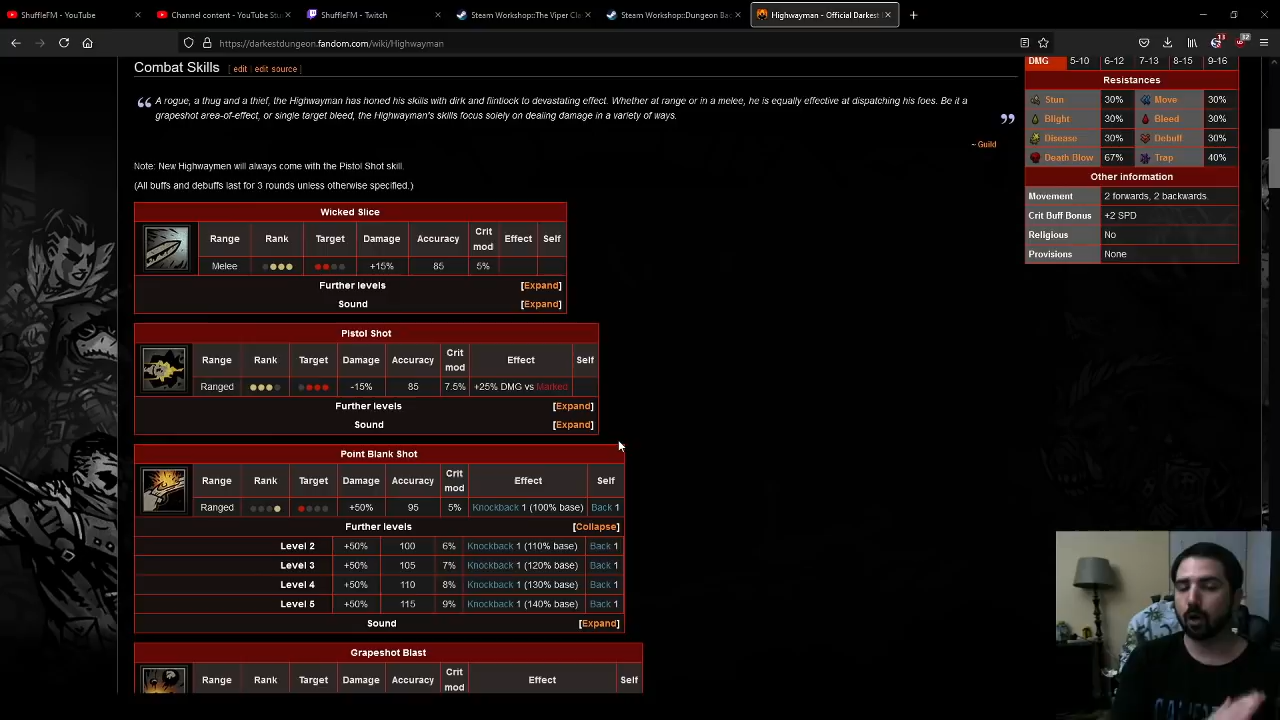 ShuffleFM - YouTube
Channel content - YouTube Stu
ShuffleFM - Twitch
Steam Workshop::The Viper Cla
Steam Workshop::Dungeon Bac
Highwayman - Official Darkest
https://darkestdungeon.fandom.com/wiki/Highwayman
13
32
Combat Skills [ edit | edit source ]
DMG 5-10 6-12 7-13 8-15 9-16
Resistances
Stun 30% Move 30%
Blight 30% Bleed 30%
Disease 30% Debuff 30%
Death Blow 67% Trap 40%
Other information
Movement 2 forwards, 2 backwards.
Crit Buff Bonus +2 SPD
Religious No
Provisions None
“ A rogue, a thug and a thief, the Highwayman has honed his skills with dirk and flintlock to devastating effect. Whether at range or in a melee, he is equally effective at dispatching his foes. Be it a
grapeshot area-of-effect, or single target bleed, the Highwayman's skills focus solely on dealing damage in a variety of ways. ”
~ Guild
Note: New Highwaymen will always come with the Pistol Shot skill.
(All buffs and debuffs last for 3 rounds unless otherwise specified.)
Wicked Slice
Range Rank Target Damage Accuracy Crit mod Effect Self
Melee +15% 85 5%
Further levels [Expand]
Sound [Expand]
Pistol Shot
Range Rank Target Damage Accuracy Crit mod Effect Self
Ranged -15% 85 7.5% +25% DMG vs Marked
Further levels [Expand]
Sound [Expand]
Point Blank Shot
Range Rank Target Damage Accuracy Crit mod Effect Self
Ranged +50% 95 5% Knockback 1 (100% base) Back 1
Further levels [Collapse]
Level 2 +50% 100 6% Knockback 1 (110% base) Back 1
Level 3 +50% 105 7% Knockback 1 (120% base) Back 1
Level 4 +50% 110 8% Knockback 1 (130% base) Back 1
Level 5 +50% 115 9% Knockback 1 (140% base) Back 1
Sound [Expand]
Grapeshot Blast
Range Rank Target Damage Accuracy Crit mod Effect Self